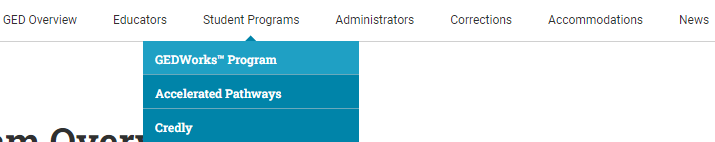 GED Overview Educators Student Programs Administrators Corrections Accommodations News
GEDWorks™ Program
Accelerated Pathways
Credly